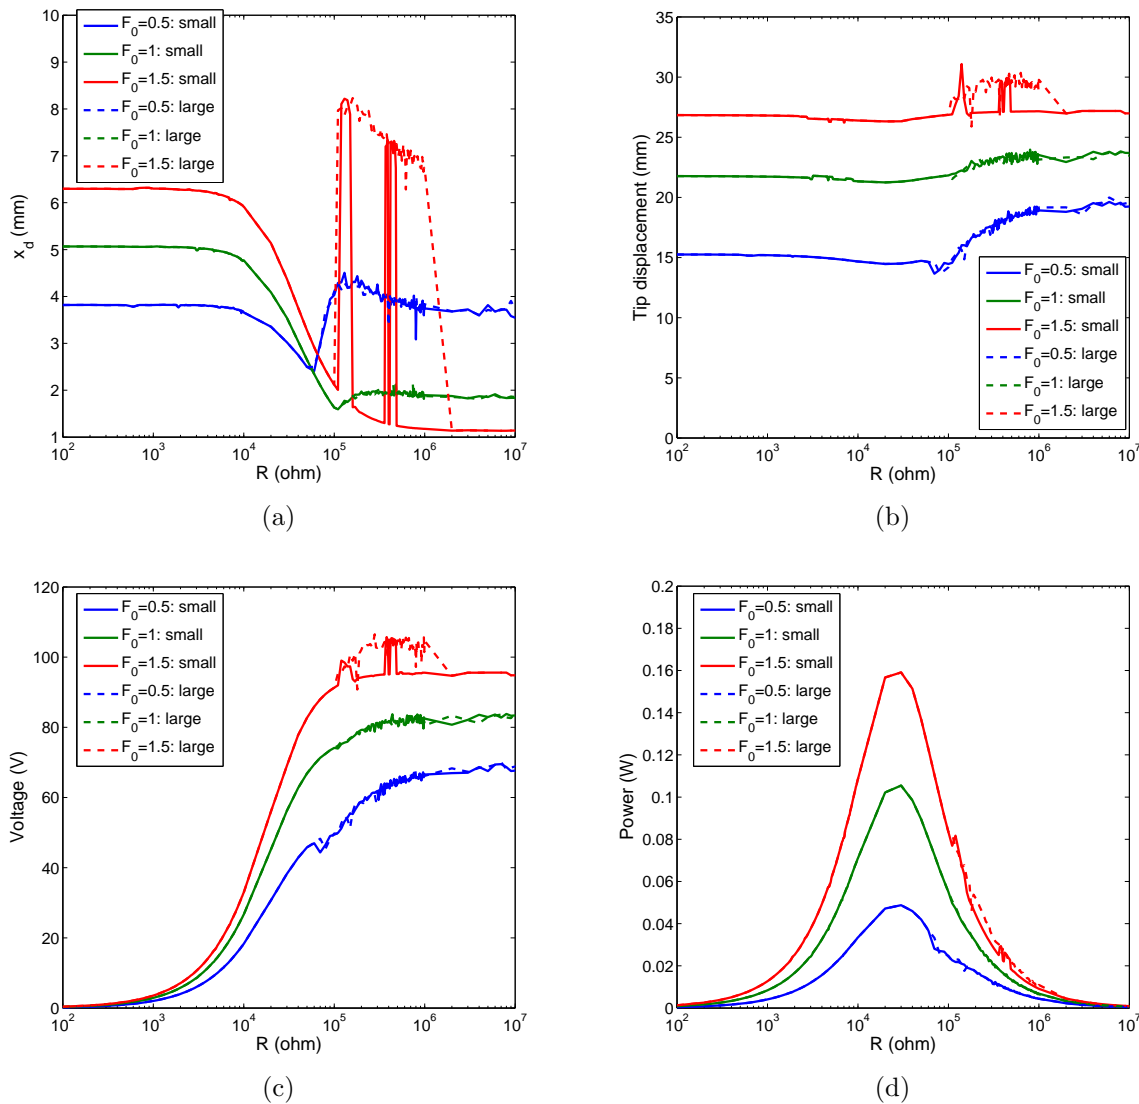 10
9
8
7
6
5
4
3
2
1
x_d (mm)
F_0=0.5: small
F_0=1: small
F_0=1.5: small
F_0=0.5: large
F_0=1: large
F_0=1.5: large
10^2 10^3 10^4 10^5 10^6 10^7
R (ohm)
(a)
35
30
25
20
15
10
5
0
Tip displacement (mm)
F_0=0.5: small
F_0=1: small
F_0=1.5: small
F_0=0.5: large
F_0=1: large
F_0=1.5: large
10^2 10^3 10^4 10^5 10^6 10^7
R (ohm)
(b)
120
100
80
60
40
20
0
Voltage (V)
F_0=0.5: small
F_0=1: small
F_0=1.5: small
F_0=0.5: large
F_0=1: large
F_0=1.5: large
10^2 10^3 10^4 10^5 10^6 10^7
R (ohm)
(c)
0.2
0.18
0.16
0.14
0.12
0.1
0.08
0.06
0.04
0.02
0
Power (W)
F_0=0.5: small
F_0=1: small
F_0=1.5: small
F_0=0.5: large
F_0=1: large
F_0=1.5: large
10^2 10^3 10^4 10^5 10^6 10^7
R (ohm)
(d)